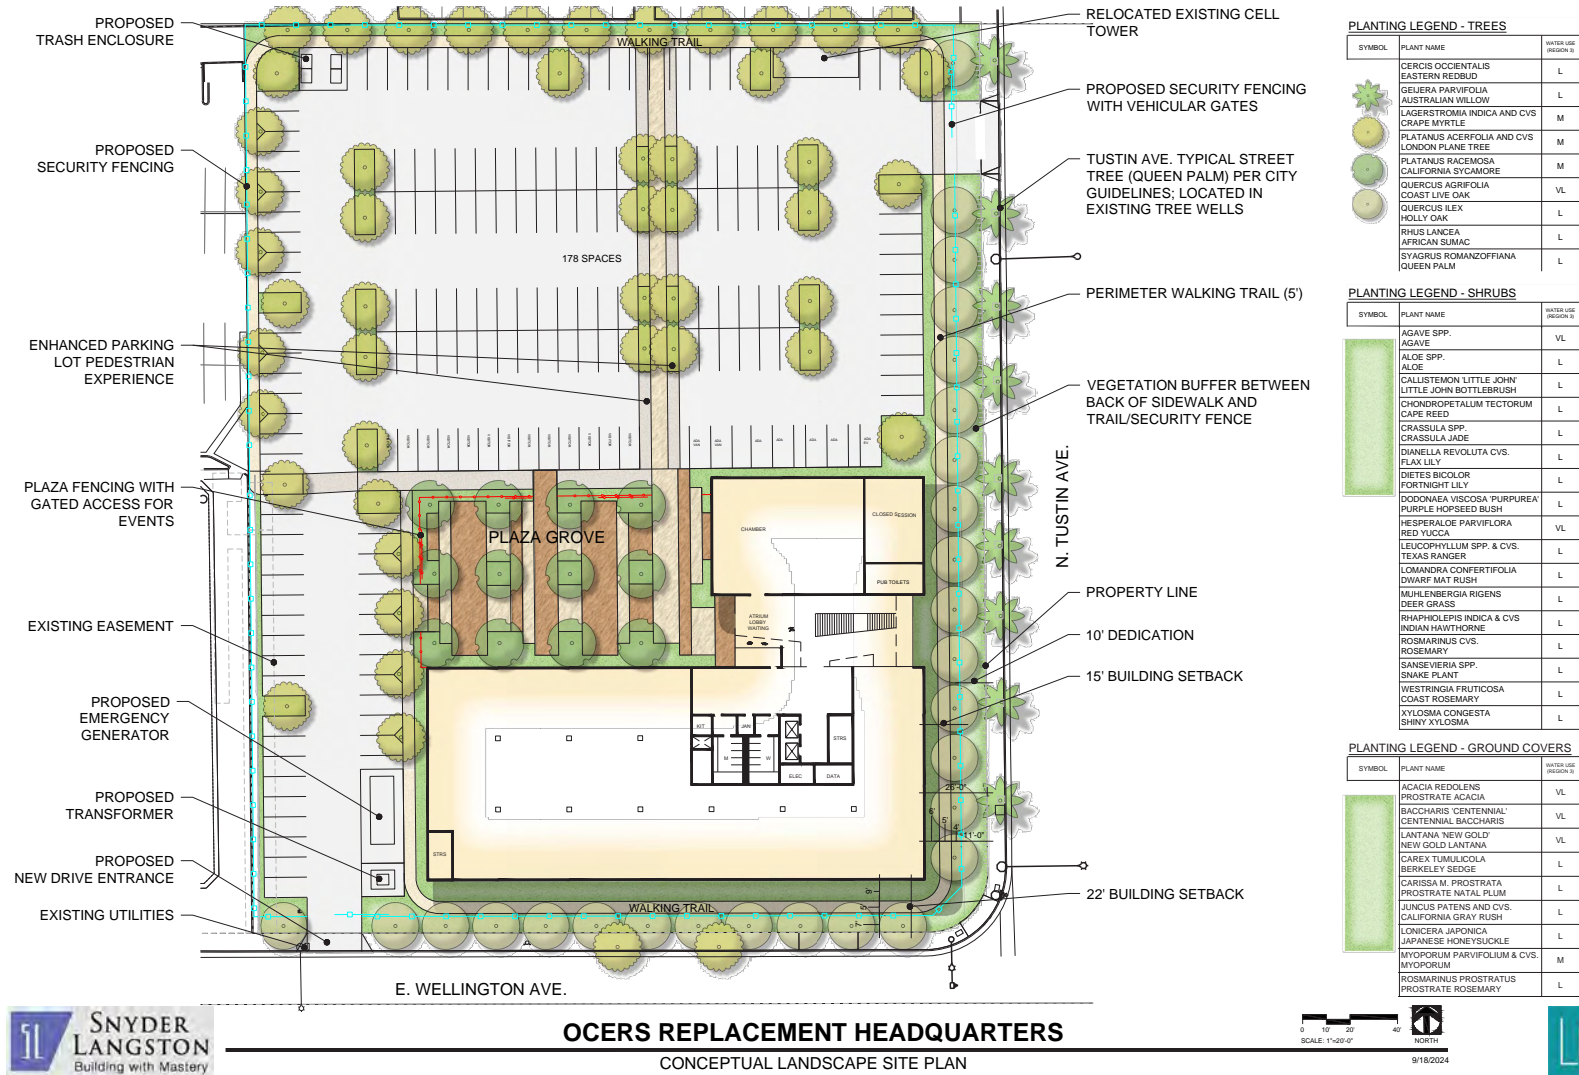 PROPOSED
TRASH ENCLOSURE
PROPOSED
SECURITY FENCING
ENHANCED PARKING
LOT PEDESTRIAN
EXPERIENCE
PLAZA FENCING WITH
GATED ACCESS FOR
EVENTS
EXISTING EASEMENT
PROPOSED
EMERGENCY
GENERATOR
PROPOSED
TRANSFORMER
PROPOSED
NEW DRIVE ENTRANCE
EXISTING UTILITIES
WALKING TRAIL
178 SPACES
PLAZA GROVE
CHAMBER
CLOSED SESSION
PUB TOILETS
ATRIUM
LOBBY
WAITING
KIT
JAN
M
W
STRS
ELEC
DATA
STRS
WALKING TRAIL
26'-0"
6'
5'
4'
11'-0"
9'
5'
E. WELLINGTON AVE.
N. TUSTIN AVE.
RELOCATED EXISTING CELL
TOWER
PROPOSED SECURITY FENCING
WITH VEHICULAR GATES
TUSTIN AVE. TYPICAL STREET
TREE (QUEEN PALM) PER CITY
GUIDELINES; LOCATED IN
EXISTING TREE WELLS
PERIMETER WALKING TRAIL (5')
VEGETATION BUFFER BETWEEN
BACK OF SIDEWALK AND
TRAIL/SECURITY FENCE
PROPERTY LINE
10' DEDICATION
15' BUILDING SETBACK
22' BUILDING SETBACK
PLANTING LEGEND - TREES
SYMBOL PLANT NAME WATER USE
(REGION 3)
CERCIS OCCIENTALIS
EASTERN REDBUD L
GEIJERA PARVIFOLIA
AUSTRALIAN WILLOW L
LAGERSTROMIA INDICA AND CVS
CRAPE MYRTLE M
PLATANUS ACERFOLIA AND CVS
LONDON PLANE TREE M
PLATANUS RACEMOSA
CALIFORNIA SYCAMORE M
QUERCUS AGRIFOLIA
COAST LIVE OAK VL
QUERCUS ILEX
HOLLY OAK L
RHUS LANCEA
AFRICAN SUMAC L
SYAGRUS ROMANZOFFIANA
QUEEN PALM L
PLANTING LEGEND - SHRUBS
SYMBOL PLANT NAME WATER USE
(REGION 3)
AGAVE SPP.
AGAVE VL
ALOE SPP.
ALOE L
CALLISTEMON 'LITTLE JOHN'
LITTLE JOHN BOTTLEBRUSH L
CHONDROPETALUM TECTORUM
CAPE REED L
CRASSULA SPP.
CRASSULA JADE L
DIANELLA REVOLUTA CVS.
FLAX LILY L
DIETES BICOLOR
FORTNIGHT LILY L
DODONAEA VISCOSA 'PURPUREA'
PURPLE HOPSEED BUSH L
HESPERALOE PARVIFLORA
RED YUCCA VL
LEUCOPHYLLUM SPP. & CVS.
TEXAS RANGER L
LOMANDRA CONFERTIFOLIA
DWARF MAT RUSH L
MUHLENBERGIA RIGENS
DEER GRASS L
RHAPHIOLEPIS INDICA & CVS
INDIAN HAWTHORNE L
ROSMARINUS CVS.
ROSEMARY L
SANSEVIERIA SPP.
SNAKE PLANT L
WESTRINGIA FRUTICOSA
COAST ROSEMARY L
XYLOSMA CONGESTA
SHINY XYLOSMA L
PLANTING LEGEND - GROUND COVERS
SYMBOL PLANT NAME WATER USE
(REGION 3)
ACACIA REDOLENS
PROSTRATE ACACIA VL
BACCHARIS 'CENTENNIAL'
CENTENNIAL BACCHARIS VL
LANTANA 'NEW GOLD'
NEW GOLD LANTANA VL
CAREX TUMULICOLA
BERKELEY SEDGE L
CARISSA M. PROSTRATA
PROSTRATE NATAL PLUM L
JUNCUS PATENS AND CVS.
CALIFORNIA GRAY RUSH L
LONICERA JAPONICA
JAPANESE HONEYSUCKLE L
MYOPORUM PARVIFOLIUM & CVS.
MYOPORUM M
ROSMARINUS PROSTRATUS
PROSTRATE ROSEMARY L
SL SNYDER
LANGSTON
Building with Mastery
OCERS REPLACEMENT HEADQUARTERS
CONCEPTUAL LANDSCAPE SITE PLAN
0 10' 20' 40'
SCALE: 1"=20'-0"
NORTH
9/18/2024